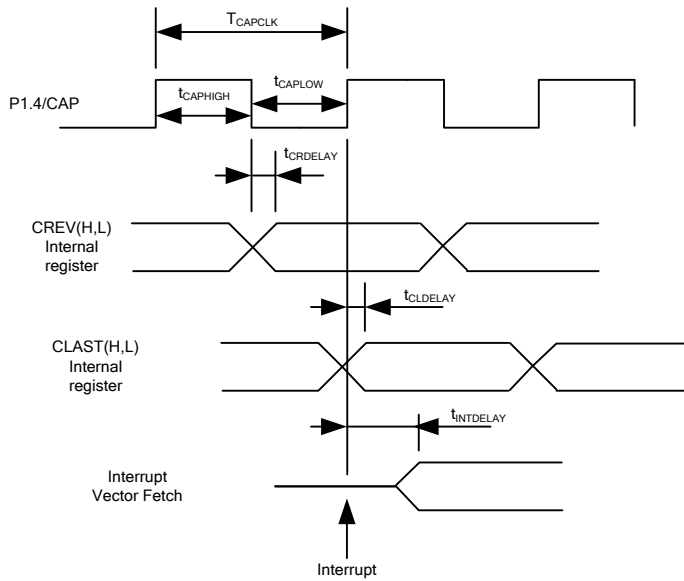 TCAPCLK
P1.4/CAP
tCAPHIGH
tCAPLOW
tCRDELAY
CREV(H,L)
Internal
register
tCLDELAY
CLAST(H,L)
Internal
register
tINTDELAY
Interrupt
Vector Fetch
Interrupt